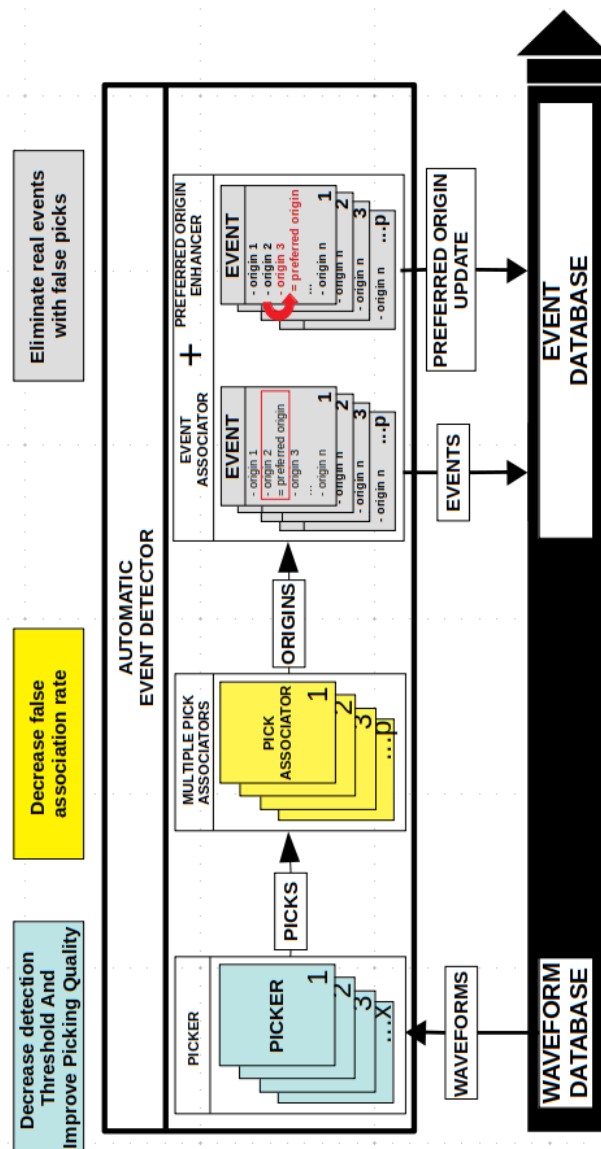 Decrease detection
Threshold And
Improve Picking Quality
Decrease false
association rate
Eliminate real events
with false picks
AUTOMATIC
EVENT DETECTOR
PICKER
PICKER
1
2
3
...X
PICKS
MULTIPLE PICK
ASSOCIATORS
PICK
ASSOCIATOR
1
2
3
...p
ORIGINS
EVENT
ASSOCIATOR
EVENT
- origin 1
- origin 2
= preferred origin
- origin 3
...
- origin n 1
- origin n 2
- origin n 3
- origin n ...p
+
PREFERRED ORIGIN
ENHANCER
EVENT
- origin 1
- origin 2
- origin 3
= preferred origin
...
- origin n 1
- origin n 2
- origin n 3
- origin n ...p
WAVEFORMS
EVENTS
PREFERRED ORIGIN
UPDATE
WAVEFORM
DATABASE
EVENT
DATABASE